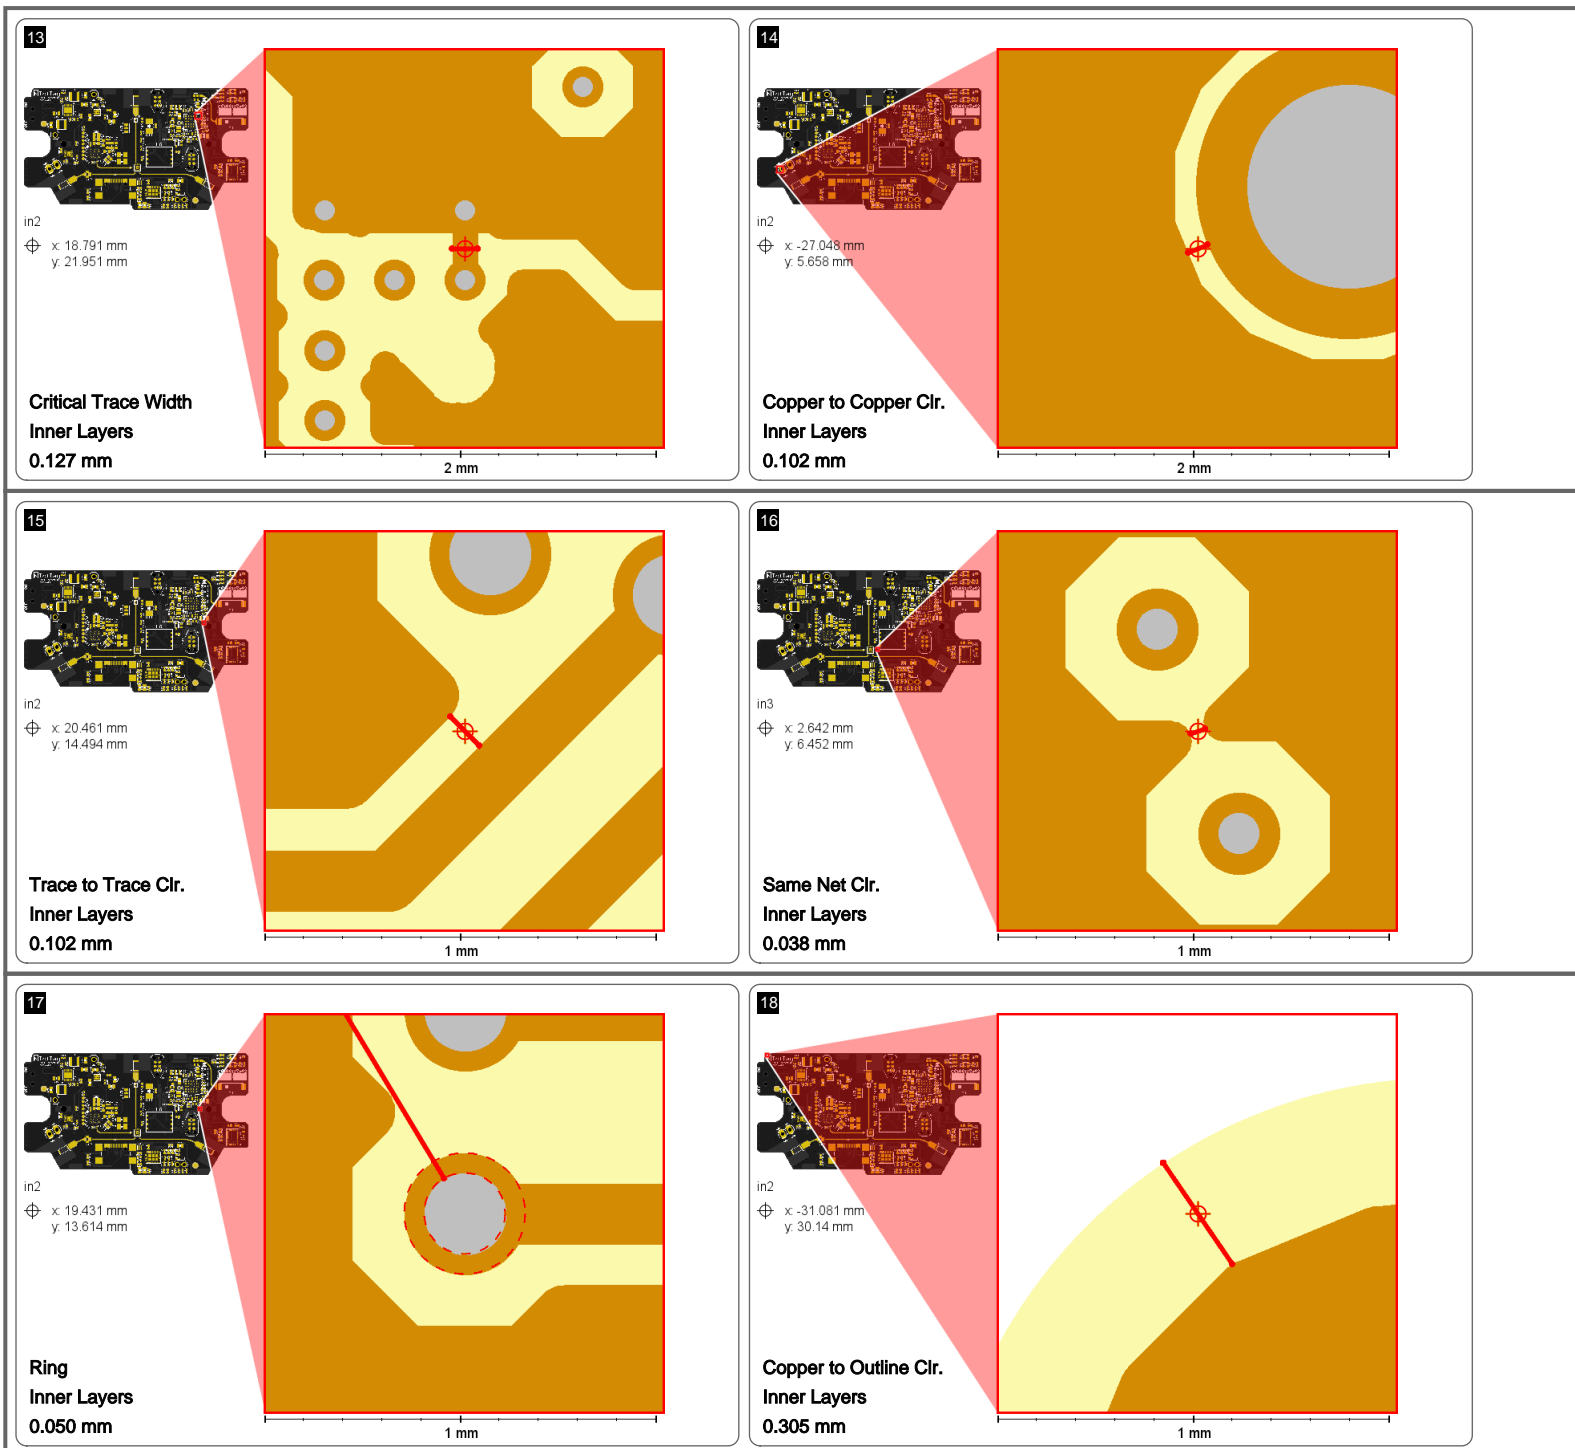 13
in2
x: 18.791 mm
y: 21.951 mm
Critical Trace Width
Inner Layers
0.127 mm
2 mm
14
in2
x: -27.048 mm
y: 5.658 mm
Copper to Copper Clr.
Inner Layers
0.102 mm
2 mm
15
in2
x: 20.461 mm
y: 14.494 mm
Trace to Trace Clr.
Inner Layers
0.102 mm
1 mm
16
in3
x: 2.642 mm
y: 6.452 mm
Same Net Clr.
Inner Layers
0.038 mm
1 mm
17
in2
x: 19.431 mm
y: 13.614 mm
Ring
Inner Layers
0.050 mm
1 mm
18
in2
x: -31.081 mm
y: 30.14 mm
Copper to Outline Clr.
Inner Layers
0.305 mm
1 mm